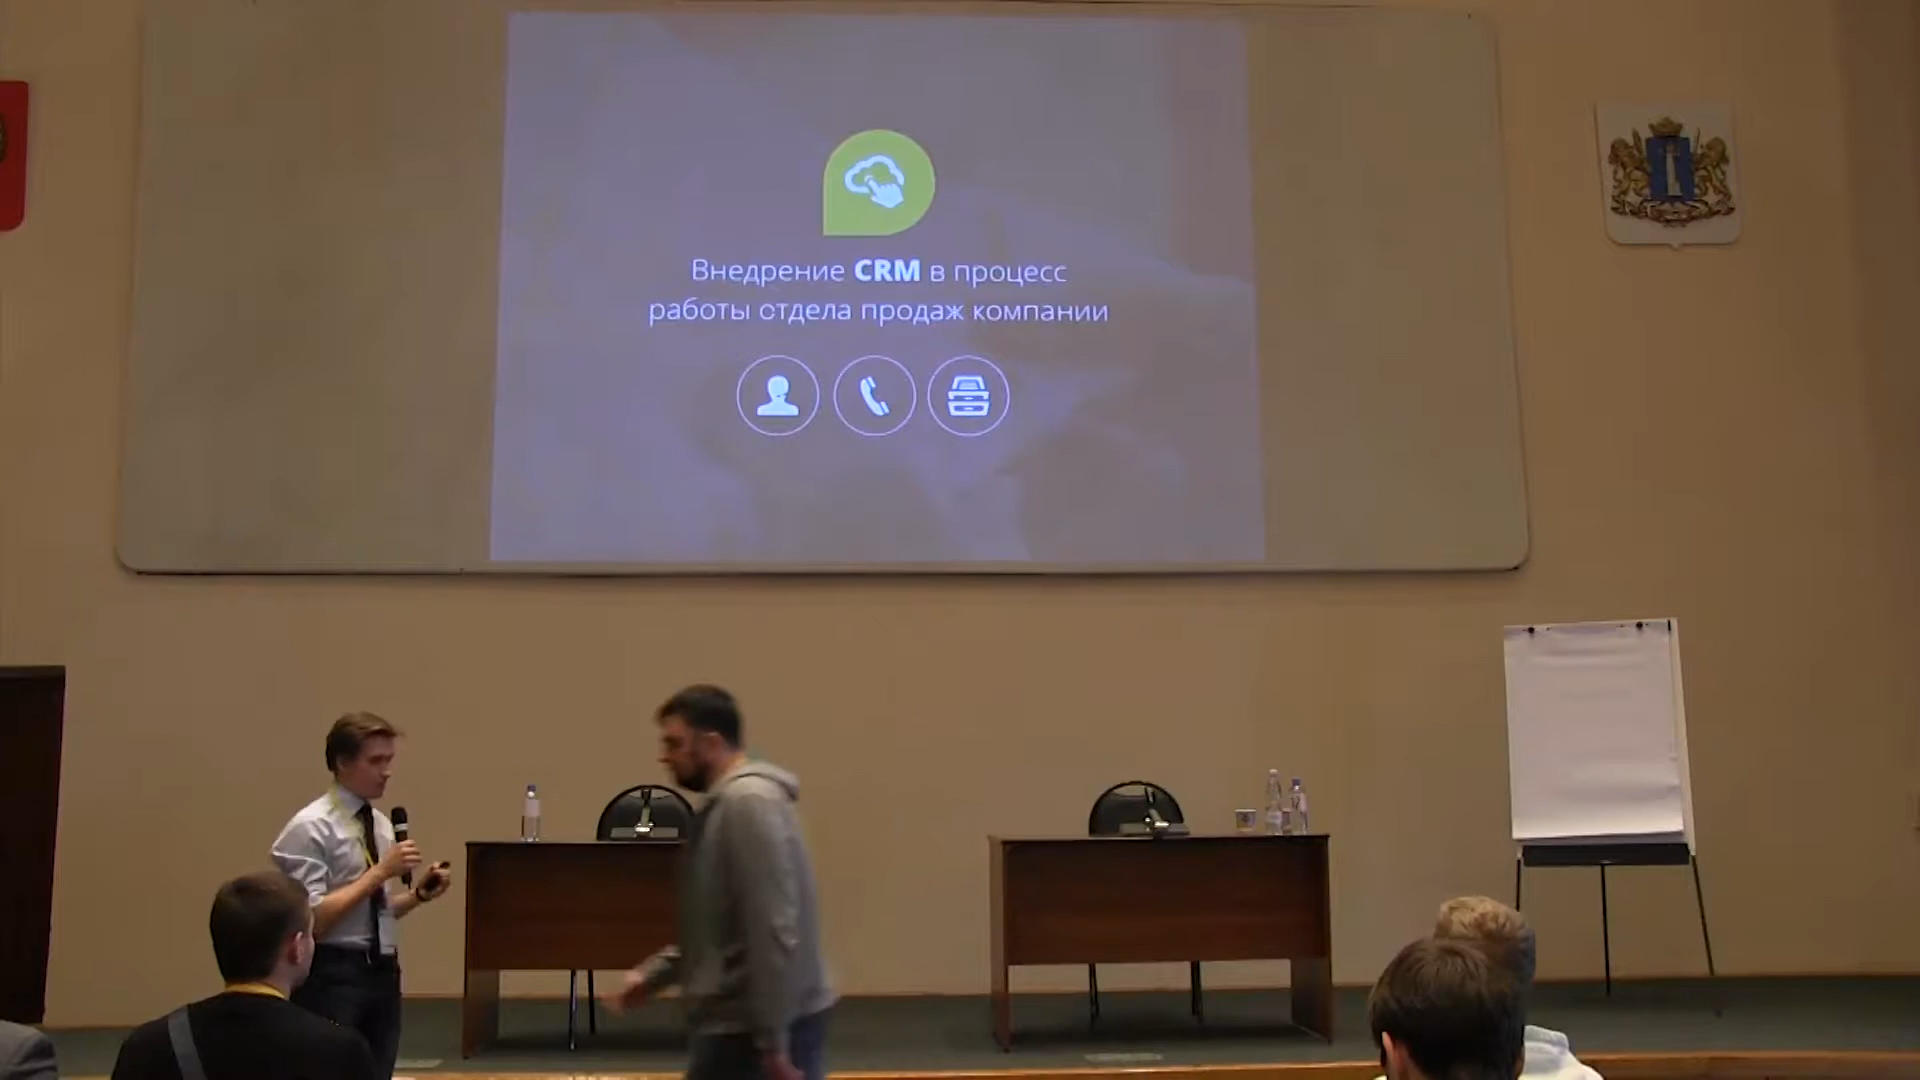 Внедрение CRM в процесс
работы отдела продаж компании